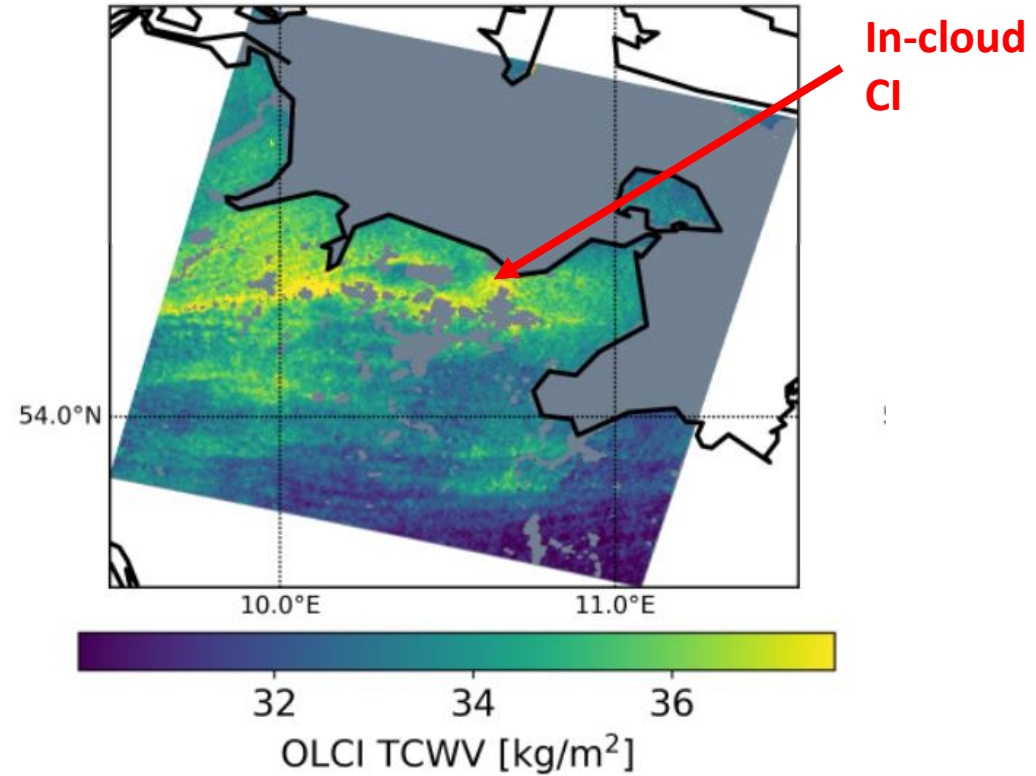 In-cloud
CI
54.0°N
10.0°E 11.0°E
32 34 36
OLCI TCWV [kg/m²]